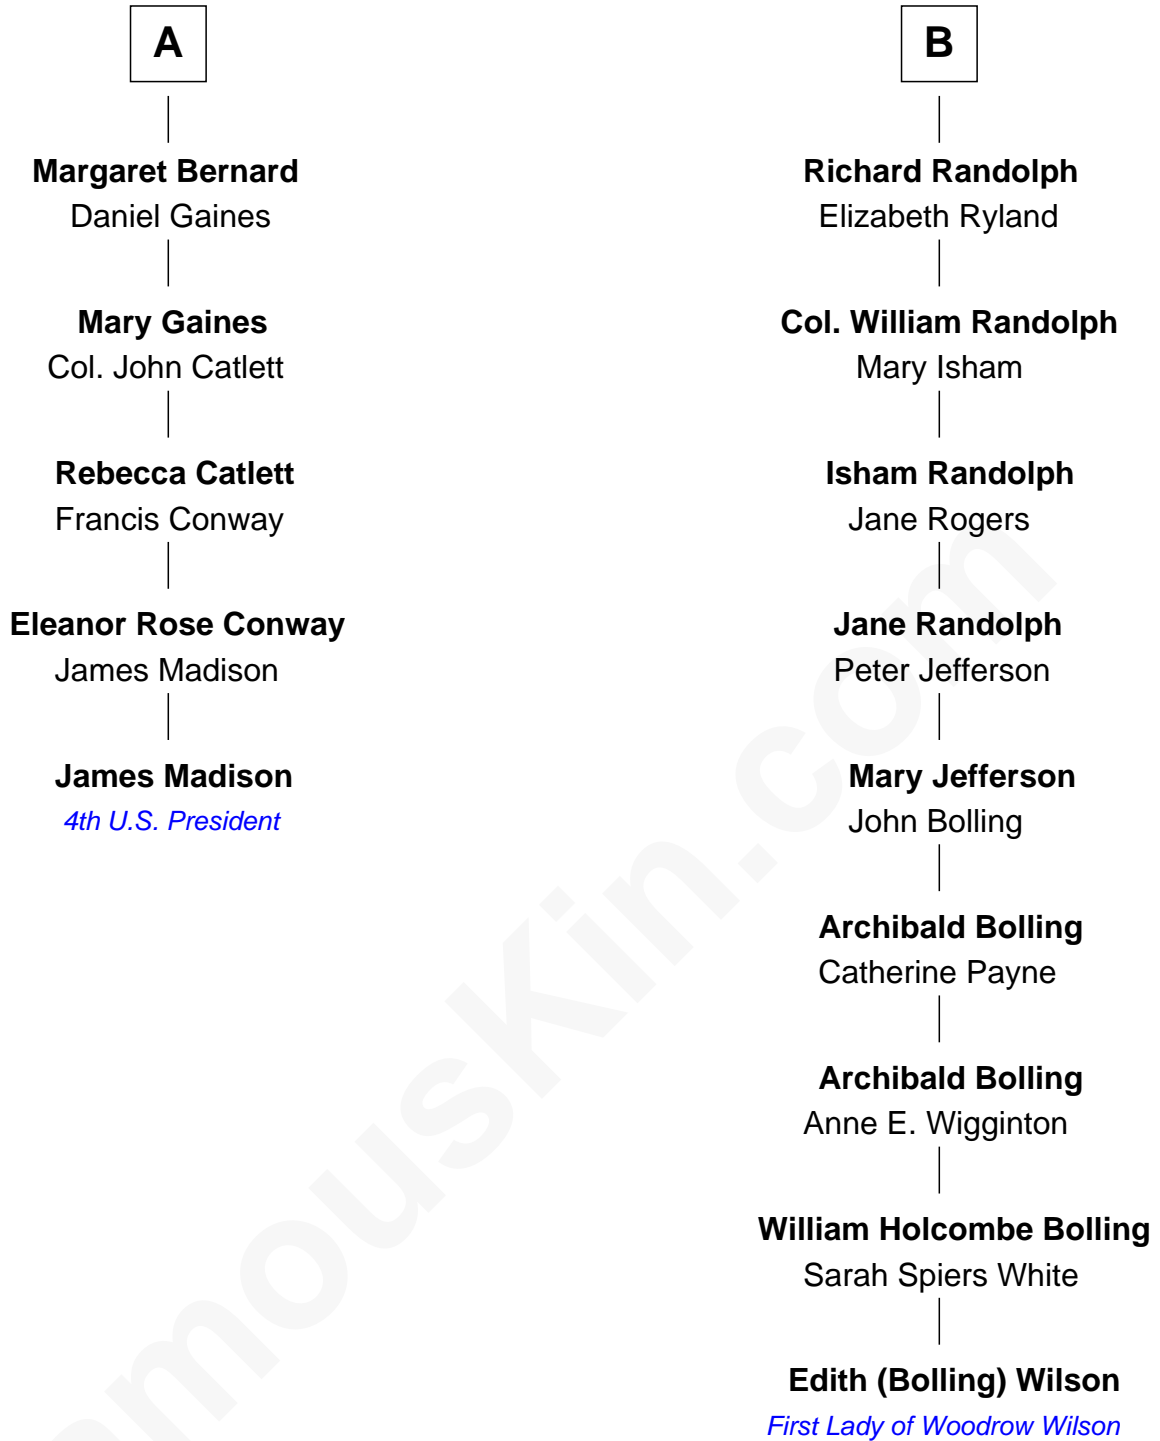 A
Margaret Bernard
Daniel Gaines
Mary Gaines
Col. John Catlett
Rebecca Catlett
Francis Conway
Eleanor Rose Conway
James Madison
James Madison
4th U.S. President
B
Richard Randolph
Elizabeth Ryland
Col. William Randolph
Mary Isham
Isham Randolph
Jane Rogers
Jane Randolph
Peter Jefferson
Mary Jefferson
John Bolling
Archibald Bolling
Catherine Payne
Archibald Bolling
Anne E. Wigginton
William Holcombe Bolling
Sarah Spiers White
Edith (Bolling) Wilson
First Lady of Woodrow Wilson
amouskin.com